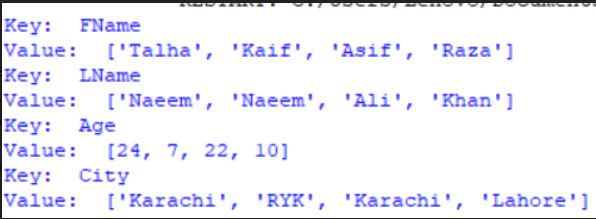 Key:  FName
Value:  ['Talha', 'Kaif', 'Asif', 'Raza']
Key:  LName
Value:  ['Naeem', 'Naeem', 'Ali', 'Khan']
Key:  Age
Value:  [24, 7, 22, 10]
Key:  City
Value:  ['Karachi', 'RYK', 'Karachi', 'Lahore']